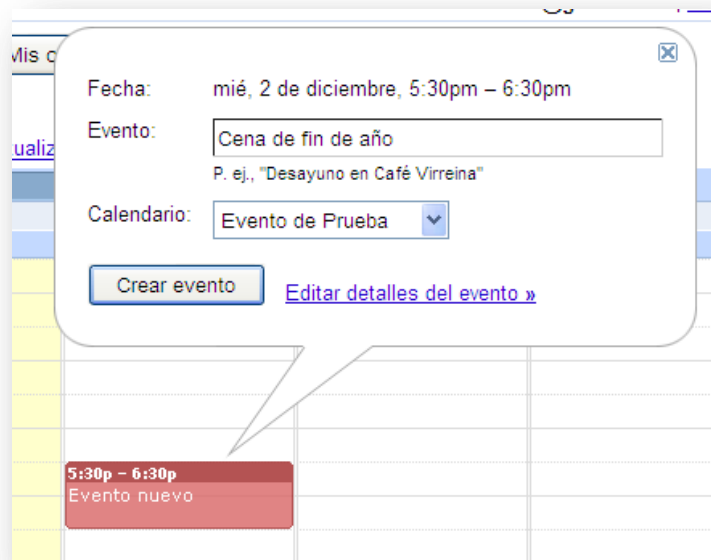 Mis
Fecha: mié, 2 de diciembre, 5:30pm – 6:30pm
Evento: Cena de fin de año
P. ej., "Desayuno en Café Virreina"
Calendario: Evento de Prueba
Crear evento Editar detalles del evento »
5:30p – 6:30p
Evento nuevo